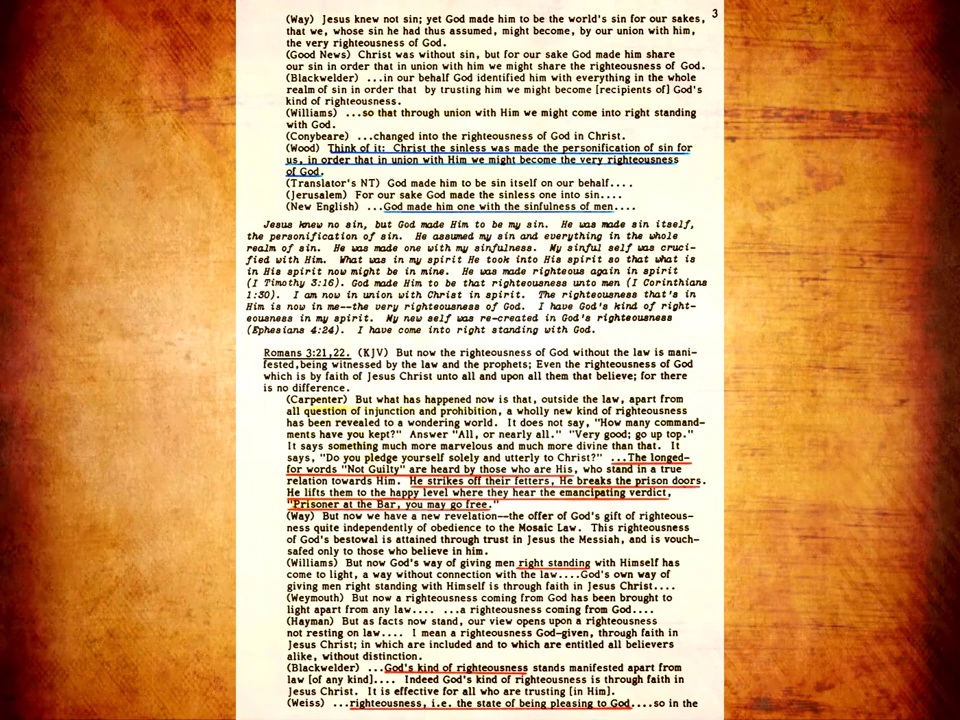 3
(Way) Jesus knew not sin; yet God made him to be the world's sin for our sakes,
that we, whose sin he had thus assumed, might become, by our union with him,
the very righteousness of God.
(Good News) Christ was without sin, but for our sake God made him share
our sin in order that in union with him we might share the righteousness of God.
(Blackwelder) ...in our behalf God identified him with everything in the whole
realm of sin in order that by trusting him we might become [recipients of] God's
kind of righteousness.
(Williams) ...so that through union with Him we might come into right standing
with God.
(Conybeare) ...changed into the righteousness of God in Christ.
(Wood) Think of it: Christ the sinless was made the personification of sin for
us, in order that in union with Him we might become the very righteousness
of God.
(Translator's NT) God made him to be sin itself on our behalf....
(Jerusalem) For our sake God made the sinless one into sin....
(New English) ...God made him one with the sinfulness of men....
Jesus knew no sin, but God made Him to be my sin. He was made sin itself,
the personification of sin. He assumed my sin and everything in the whole
realm of sin. He was made one with my sinfulness. My sinful self was cruci-
fied with Him. What was in my spirit He took into His spirit so that what is
in His spirit now might be in mine. He was made righteous again in spirit
(I Timothy 3:16). God made Him to be that righteousness unto men (I Corinthians
1:30). I am now in union with Christ in spirit. The righteousness that's in
Him is now in me--the very righteousness of God. I have God's kind of right-
eousness in my spirit. My new self was re-created in God's righteousness
(Ephesians 4:24). I have come into right standing with God.
Romans 3:21,22. (KJV) But now the righteousness of God without the law is mani-
fested,being witnessed by the law and the prophets; Even the righteousness of God
which is by faith of Jesus Christ unto all and upon all them that believe; for there
is no difference.
(Carpenter) But what has happened now is that, outside the law, apart from
all question of injunction and prohibition, a wholly new kind of righteousness
has been revealed to a wondering world. It does not say, "How many command-
ments have you kept?" Answer "All, or nearly all." "Very good; go up top."
It says something much more marvelous and much more divine than that. It
says, "Do you pledge yourself solely and utterly to Christ?" ...The longed-
for words "Not Guilty" are heard by those who are His, who stand in a true
relation towards Him. He strikes off their fetters, He breaks the prison doors.
He lifts them to the happy level where they hear the emancipating verdict,
"Prisoner at the Bar, you may go free."
(Way) But now we have a new revelation--the offer of God's gift of righteous-
ness quite independently of obedience to the Mosaic Law. This righteousness
of God's bestowal is attained through trust in Jesus the Messiah, and is vouch-
safed only to those who believe in him.
(Williams) But now God's way of giving men right standing with Himself has
come to light, a way without connection with the law....God's own way of
giving men right standing with Himself is through faith in Jesus Christ....
(Weymouth) But now a righteousness coming from God has been brought to
light apart from any law.... ...a righteousness coming from God....
(Hayman) But as facts now stand, our view opens upon a righteousness
not resting on law.... I mean a righteousness God-given, through faith in
Jesus Christ; in which are included and to which are entitled all believers
alike, without distinction.
(Blackwelder) ...God's kind of righteousness stands manifested apart from
law [of any kind].... Indeed God's kind of righteousness is through faith in
Jesus Christ. It is effective for all who are trusting [in Him].
(Weiss) ...righteousness, i.e. the state of being pleasing to God....so in the